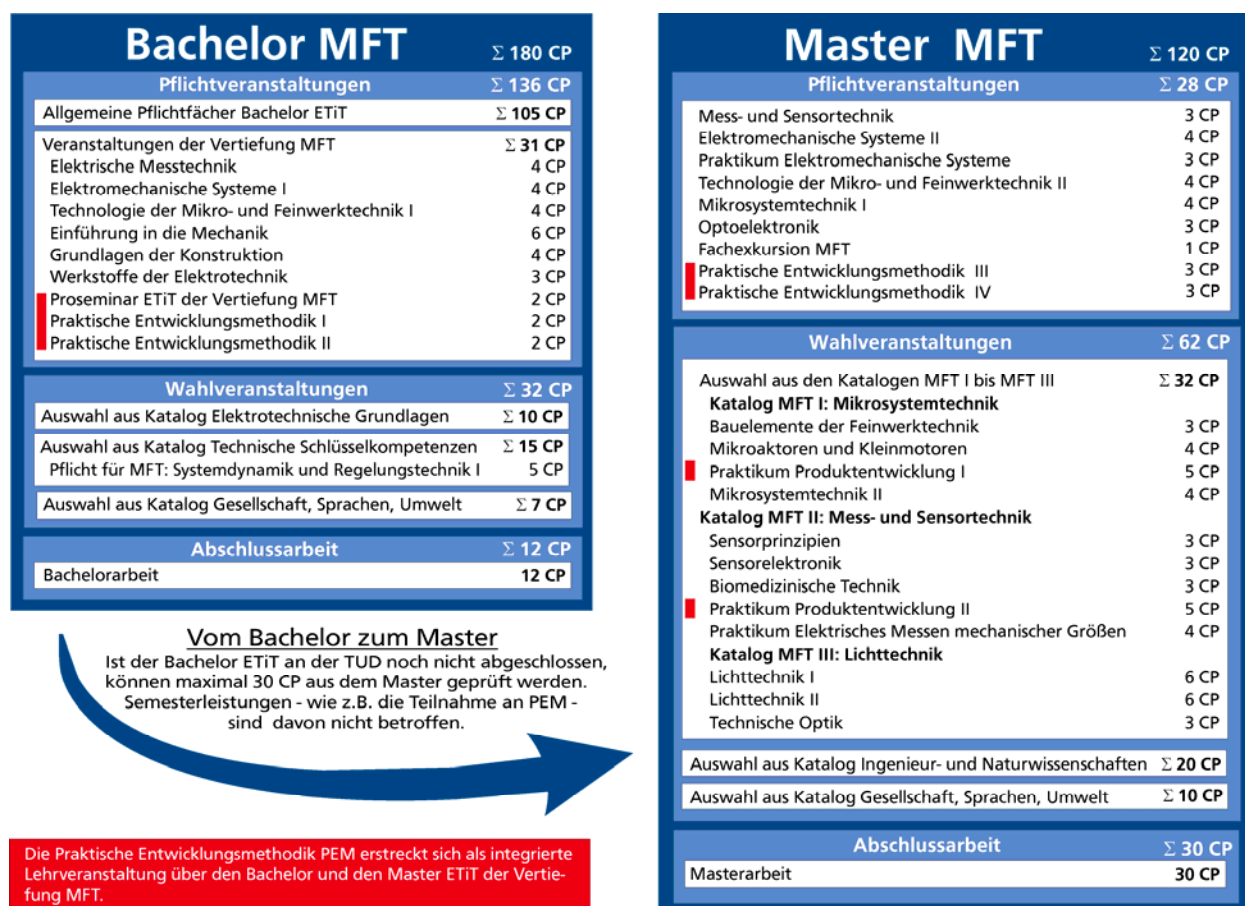 Bachelor MFT Σ 180 CP
Pflichtveranstaltungen Σ 136 CP
Allgemeine Pflichtfächer Bachelor ETiT Σ 105 CP
Veranstaltungen der Vertiefung MFT Σ 31 CP
Elektrische Messtechnik 4 CP
Elektromechanische Systeme I 4 CP
Technologie der Mikro- und Feinwerktechnik I 4 CP
Einführung in die Mechanik 6 CP
Grundlagen der Konstruktion 4 CP
Werkstoffe der Elektrotechnik 3 CP
Proseminar ETiT der Vertiefung MFT 2 CP
Praktische Entwicklungsmethodik I 2 CP
Praktische Entwicklungsmethodik II 2 CP
Wahlveranstaltungen Σ 32 CP
Auswahl aus Katalog Elektrotechnische Grundlagen Σ 10 CP
Auswahl aus Katalog Technische Schlüsselkompetenzen Σ 15 CP
Pflicht für MFT: Systemdynamik und Regelungstechnik I 5 CP
Auswahl aus Katalog Gesellschaft, Sprachen, Umwelt Σ 7 CP
Abschlussarbeit Σ 12 CP
Bachelorarbeit 12 CP
Vom Bachelor zum Master
Ist der Bachelor ETiT an der TUD noch nicht abgeschlossen,
können maximal 30 CP aus dem Master geprüft werden.
Semesterleistungen - wie z.B. die Teilnahme an PEM -
sind davon nicht betroffen.
Die Praktische Entwicklungsmethodik PEM erstreckt sich als integrierte
Lehrveranstaltung über den Bachelor und den Master ETiT der Vertie-
fung MFT.
Master MFT Σ 120 CP
Pflichtveranstaltungen Σ 28 CP
Mess- und Sensortechnik 3 CP
Elektromechanische Systeme II 4 CP
Praktikum Elektromechanische Systeme 3 CP
Technologie der Mikro- und Feinwerktechnik II 4 CP
Mikrosystemtechnik I 4 CP
Optoelektronik 3 CP
Fachexkursion MFT 1 CP
Praktische Entwicklungsmethodik III 3 CP
Praktische Entwicklungsmethodik IV 3 CP
Wahlveranstaltungen Σ 62 CP
Auswahl aus den Katalogen MFT I bis MFT III Σ 32 CP
Katalog MFT I: Mikrosystemtechnik
Bauelemente der Feinwerktechnik 3 CP
Mikroaktoren und Kleinmotoren 4 CP
Praktikum Produktentwicklung I 5 CP
Mikrosystemtechnik II 4 CP
Katalog MFT II: Mess- und Sensortechnik
Sensorprinzipien 3 CP
Sensorelektronik 3 CP
Biomedizinische Technik 3 CP
Praktikum Produktentwicklung II 5 CP
Praktikum Elektrisches Messen mechanischer Größen 4 CP
Katalog MFT III: Lichttechnik
Lichttechnik I 6 CP
Lichttechnik II 6 CP
Technische Optik 3 CP
Auswahl aus Katalog Ingenieur- und Naturwissenschaften Σ 20 CP
Auswahl aus Katalog Gesellschaft, Sprachen, Umwelt Σ 10 CP
Abschlussarbeit Σ 30 CP
Masterarbeit 30 CP